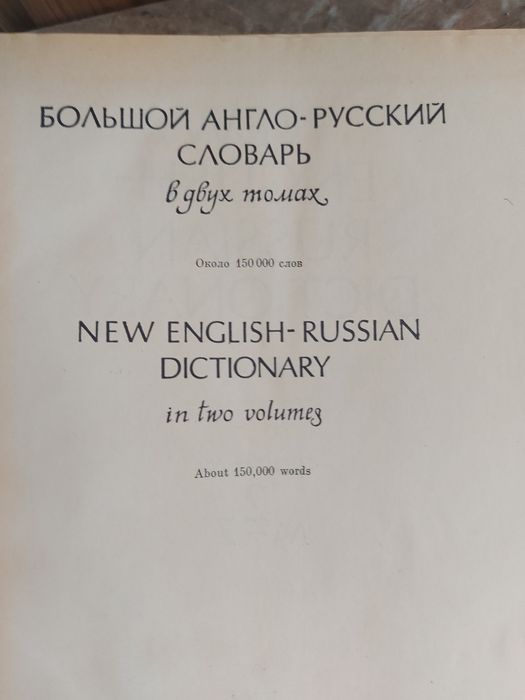 БОЛЬШОЙ АНГЛО-РУССКИЙ
СЛОВАРЬ
в двух томах
Около 150 000 слов
NEW ENGLISH-RUSSIAN
DICTIONARY
in two volumes
About 150,000 words